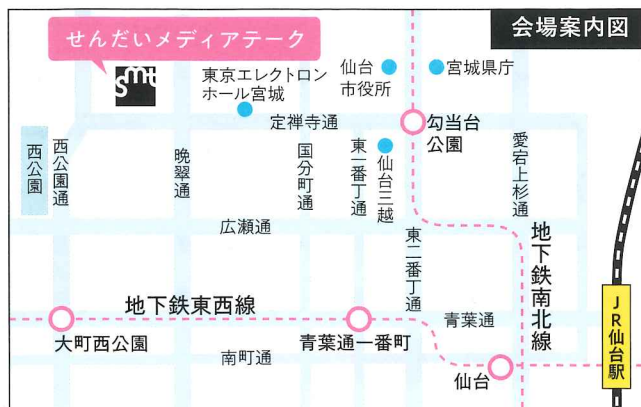 会場案内図
せんだいメディアテーク
smt
東京エレクトロン
ホール宮城
仙台
市役所
宮城県庁
定禅寺通
勾当台
公園
西公園
西公園通
晩翠通
国分町通
東一番丁通
仙台三越
愛宕上杉通
広瀬通
東二番丁通
地下鉄南北線
地下鉄東西線
青葉通
大町西公園
青葉通一番町
南町通
仙台
JR仙台駅